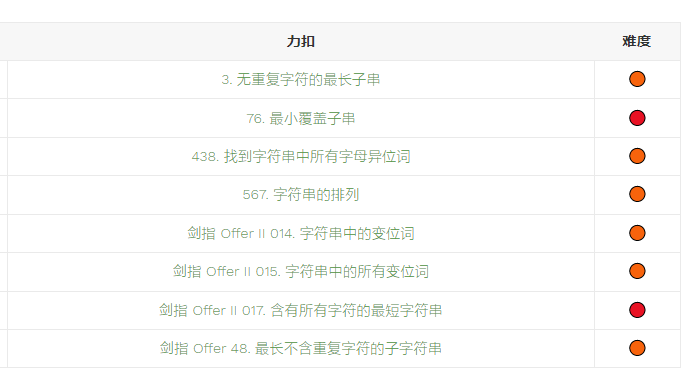 力扣 难度
3. 无重复字符的最长子串
76. 最小覆盖子串
438. 找到字符串中所有字母异位词
567. 字符串的排列
剑指 Offer II 014. 字符串中的变位词
剑指 Offer II 015. 字符串中的所有变位词
剑指 Offer II 017. 含有所有字符的最短字符串
剑指 Offer 48. 最长不含重复字符的子字符串